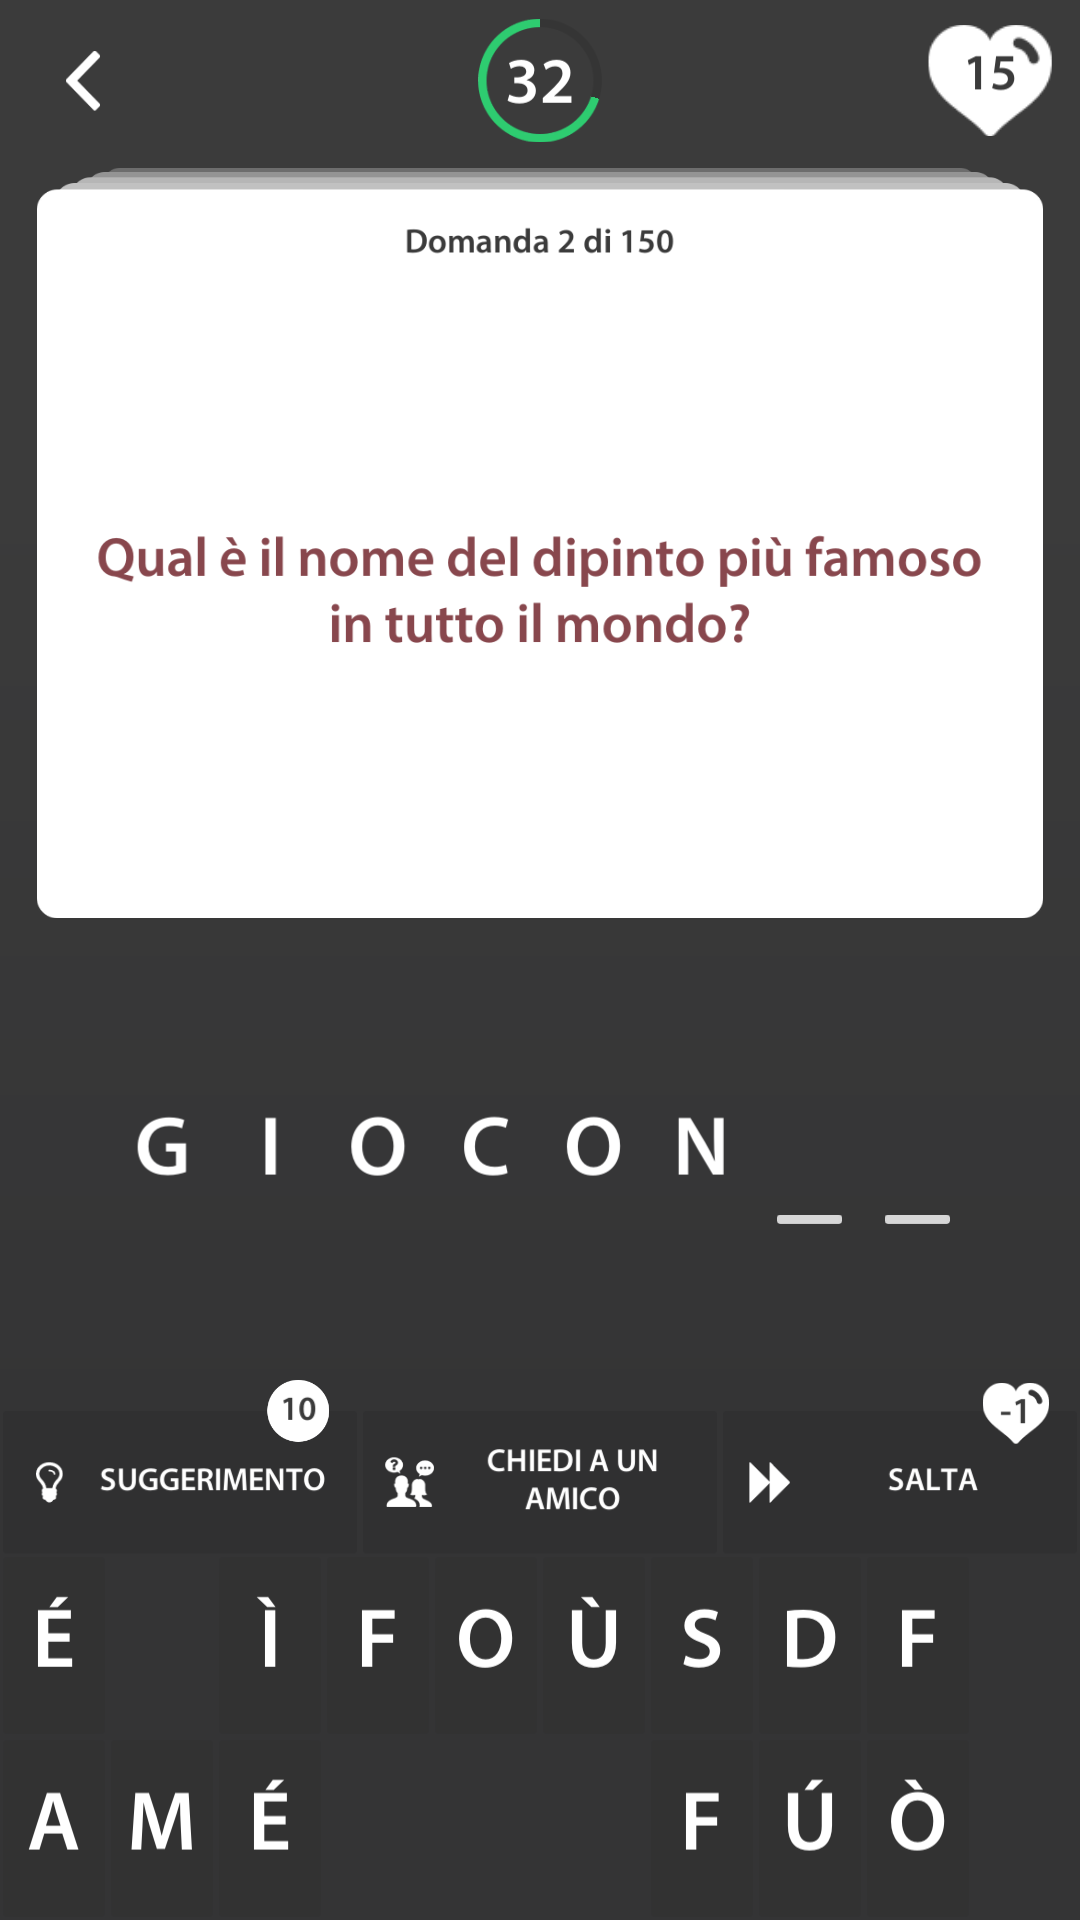 32
15
Domanda 2 di 150
Qual è il nome del dipinto più famoso
in tutto il mondo?
G I O C O N _ _
10
-1
SUGGERIMENTO
CHIEDI A UN
AMICO
SALTA
É Ì F O Ù S D F
A M É F Ú Ò